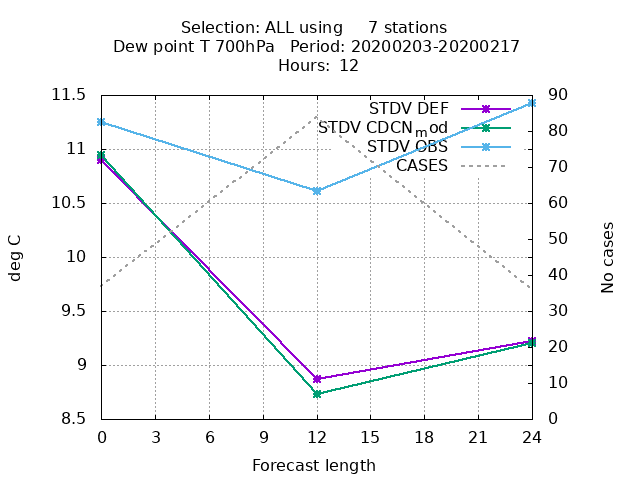 Selection: ALL using     7 stations
Dew point T 700hPa   Period: 20200203-20200217
Hours: 12
STDV DEF
STDV CDCN_mod
STDV OBS
CASES
11.5
11
10.5
10
9.5
9
8.5
deg C
90
80
70
60
50
40
30
20
10
0
No cases
0 3 6 9 12 15 18 21 24
Forecast length